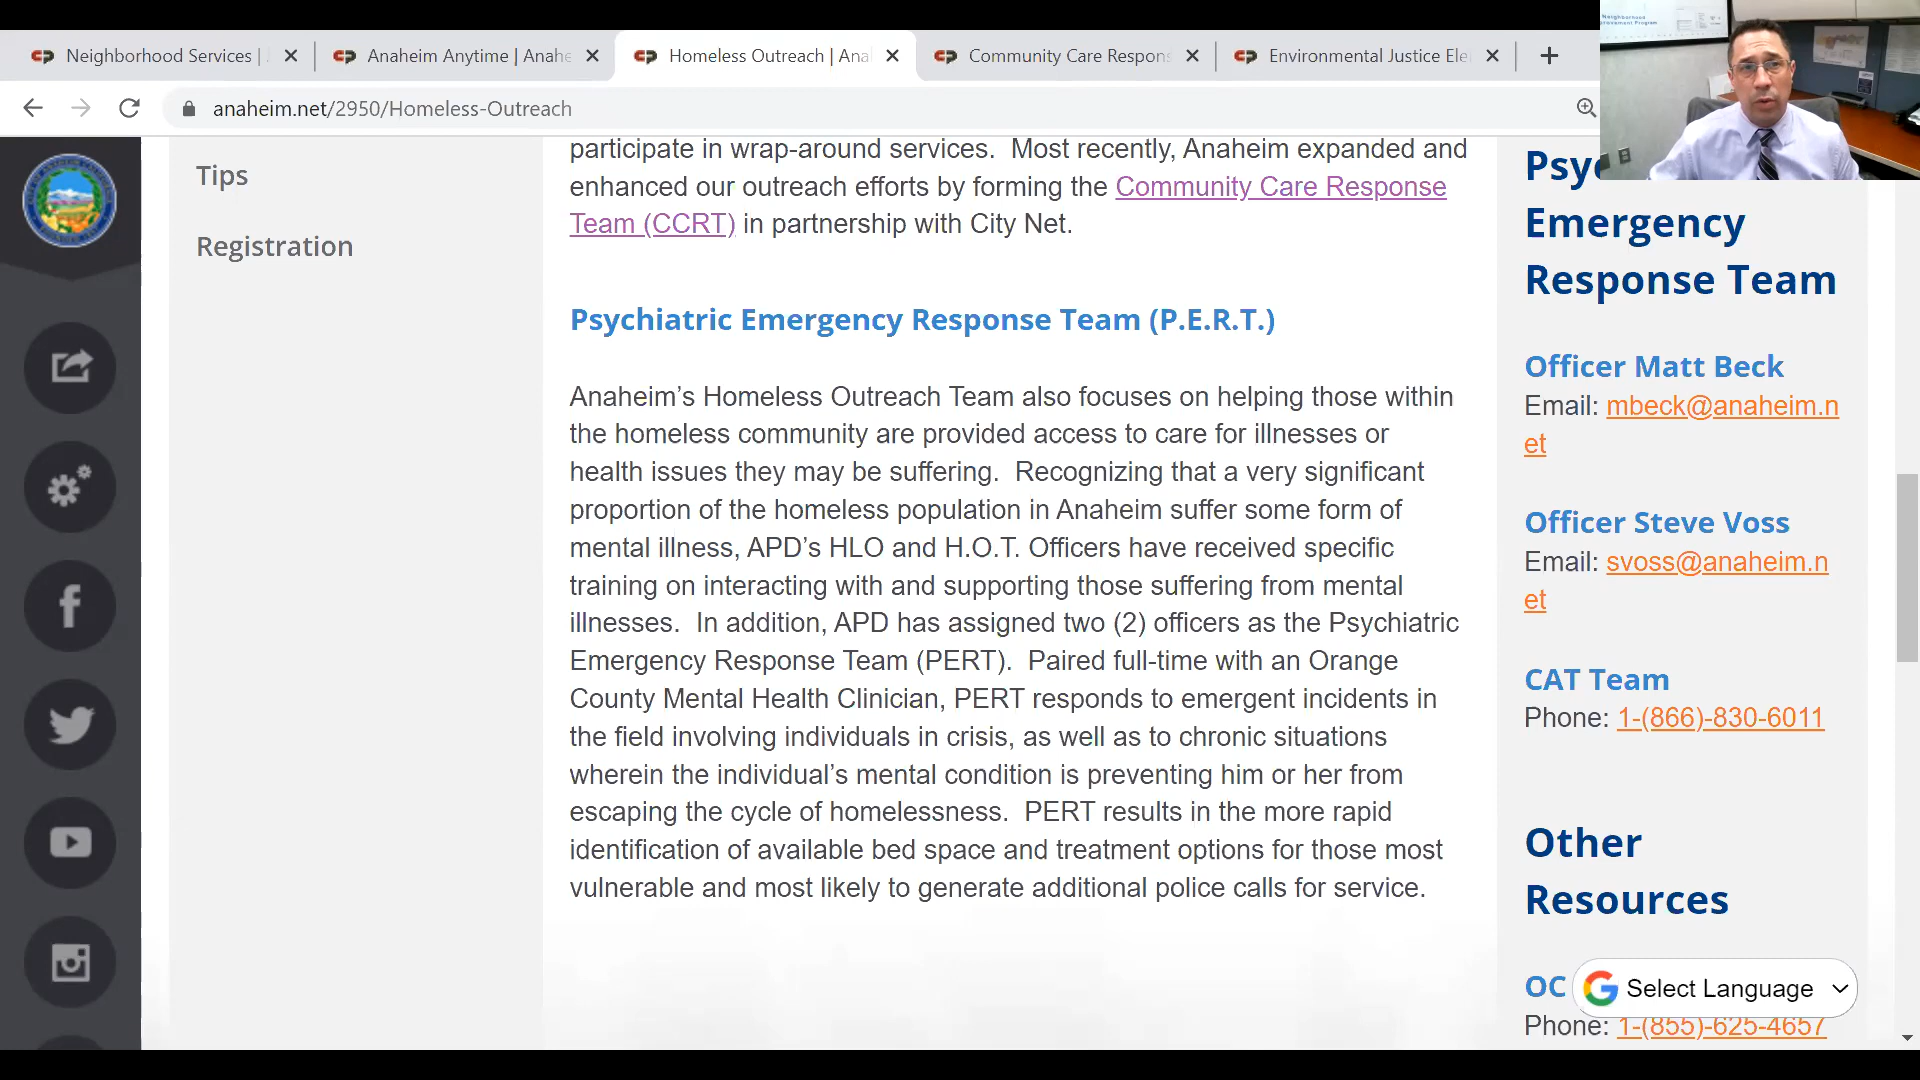 Neighborhood Services |
Anaheim Anytime | Anahe
Homeless Outreach | Ana
Community Care Respons
Environmental Justice Ele
anaheim.net/2950/Homeless-Outreach
Neighborhood
Improvement Program
Tips
Registration
participate in wrap-around services.  Most recently, Anaheim expanded and
enhanced our outreach efforts by forming the Community Care Response
Team (CCRT) in partnership with City Net.
Psychiatric Emergency Response Team (P.E.R.T.)
Anaheim’s Homeless Outreach Team also focuses on helping those within
the homeless community are provided access to care for illnesses or
health issues they may be suffering.  Recognizing that a very significant
proportion of the homeless population in Anaheim suffer some form of
mental illness, APD’s HLO and H.O.T. Officers have received specific
training on interacting with and supporting those suffering from mental
illnesses.  In addition, APD has assigned two (2) officers as the Psychiatric
Emergency Response Team (PERT).  Paired full-time with an Orange
County Mental Health Clinician, PERT responds to emergent incidents in
the field involving individuals in crisis, as well as to chronic situations
wherein the individual’s mental condition is preventing him or her from
escaping the cycle of homelessness.  PERT results in the more rapid
identification of available bed space and treatment options for those most
vulnerable and most likely to generate additional police calls for service.
Psy
Emergency
Response Team
Officer Matt Beck
Email: mbeck@anaheim.n
et
Officer Steve Voss
Email: svoss@anaheim.n
et
CAT Team
Phone: 1-(866)-830-6011
Other
Resources
OC
Select Language
Phone: 1-(855)-625-4657